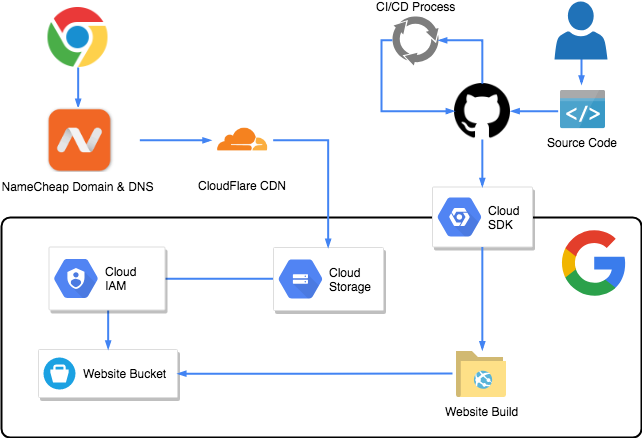 CI/CD Process
Source Code
NameCheap Domain & DNS
CloudFlare CDN
Cloud
SDK
Cloud
IAM
Cloud
Storage
Website Bucket
Website Build